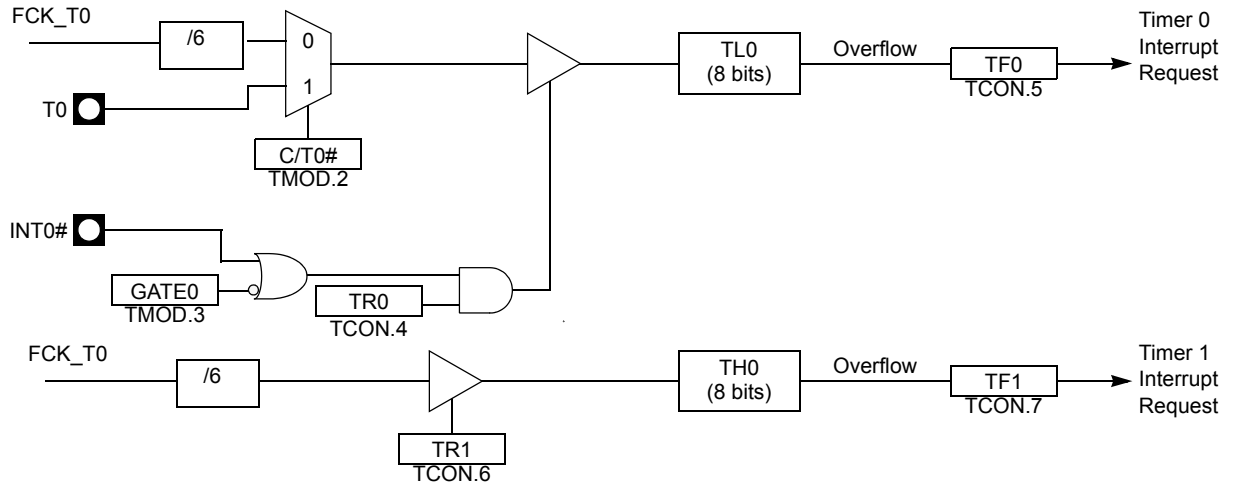 FCK_T0
/6
0
1
T0
C/T0#
TMOD.2
TL0
(8 bits)
Overflow
TF0
TCON.5
Timer 0
Interrupt
Request
INT0#
GATE0
TMOD.3
TR0
TCON.4
FCK_T0
/6
TR1
TCON.6
TH0
(8 bits)
Overflow
TF1
TCON.7
Timer 1
Interrupt
Request